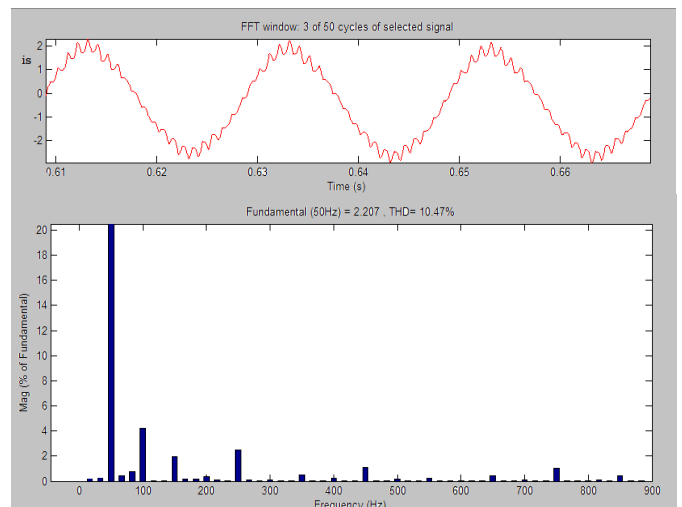 FFT window: 3 of 50 cycles of selected signal
is
2
1
0
-1
-2
0.61 0.62 0.63 0.64 0.65 0.66
Time (s)
Fundamental (50Hz) = 2.207 , THD= 10.47%
Mag (% of Fundamental)
20
18
16
14
12
10
8
6
4
2
0
0 100 200 300 400 500 600 700 800 900
Frequency (Hz)